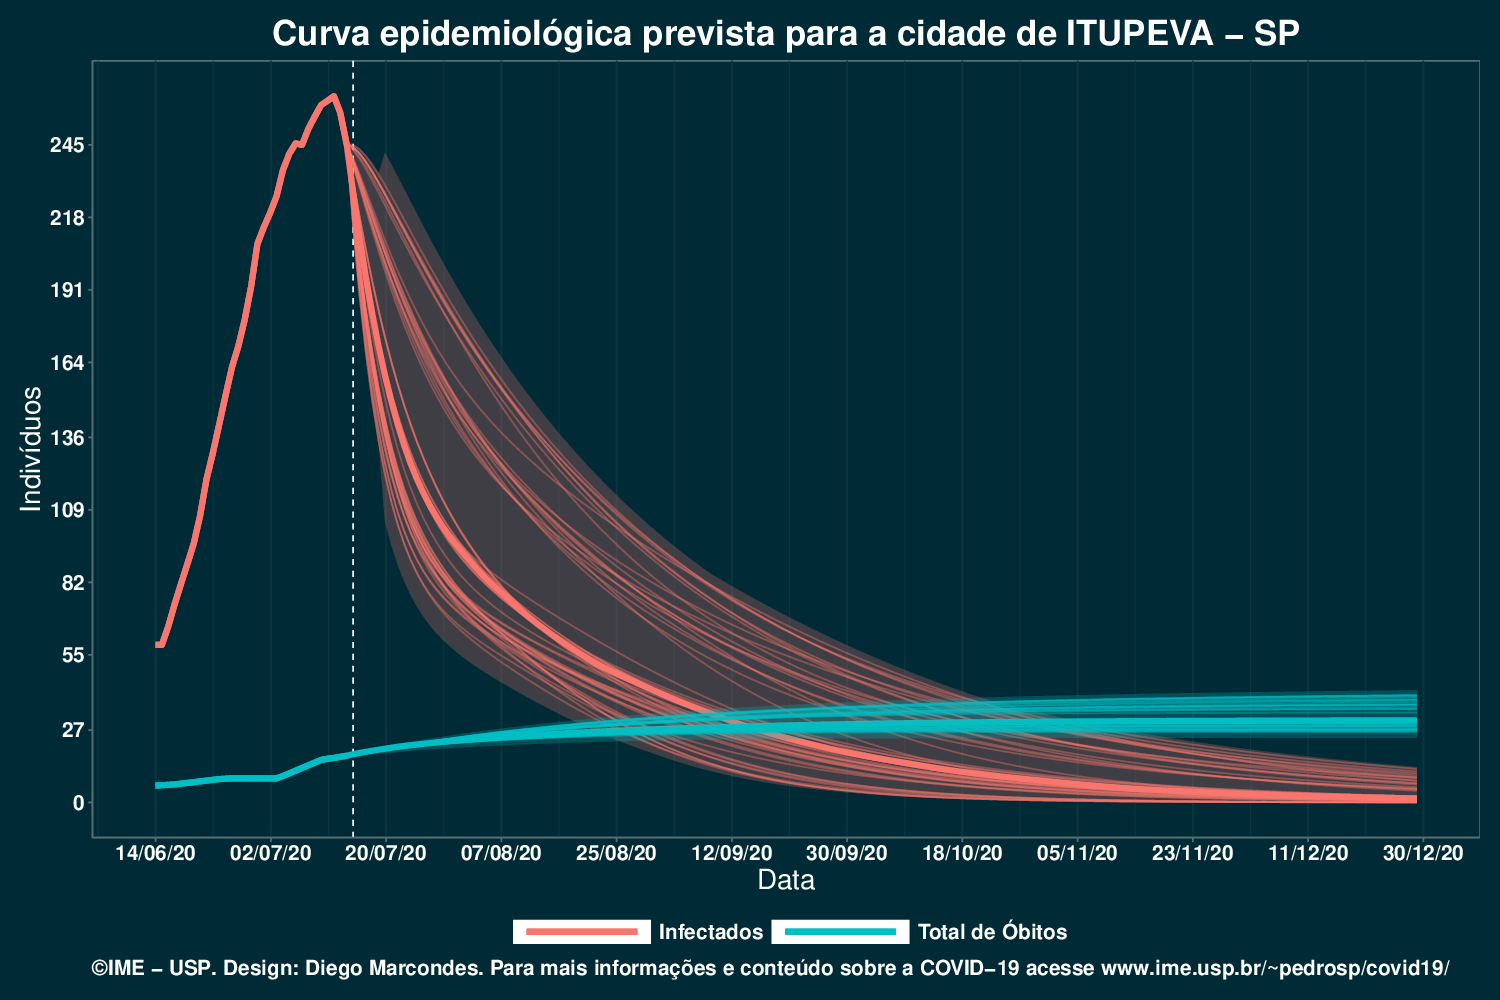 Curva epidemiológica prevista para a cidade de ITUPEVA – SP
Indivíduos
245
218
191
164
136
109
82
55
27
0
14/06/20 02/07/20 20/07/20 07/08/20 25/08/20 12/09/20 30/09/20 18/10/20 05/11/20 23/11/20 11/12/20 30/12/20
Data
Infectados Total de Óbitos
©IME – USP. Design: Diego Marcondes. Para mais informações e conteúdo sobre a COVID–19 acesse www.ime.usp.br/~pedrosp/covid19/